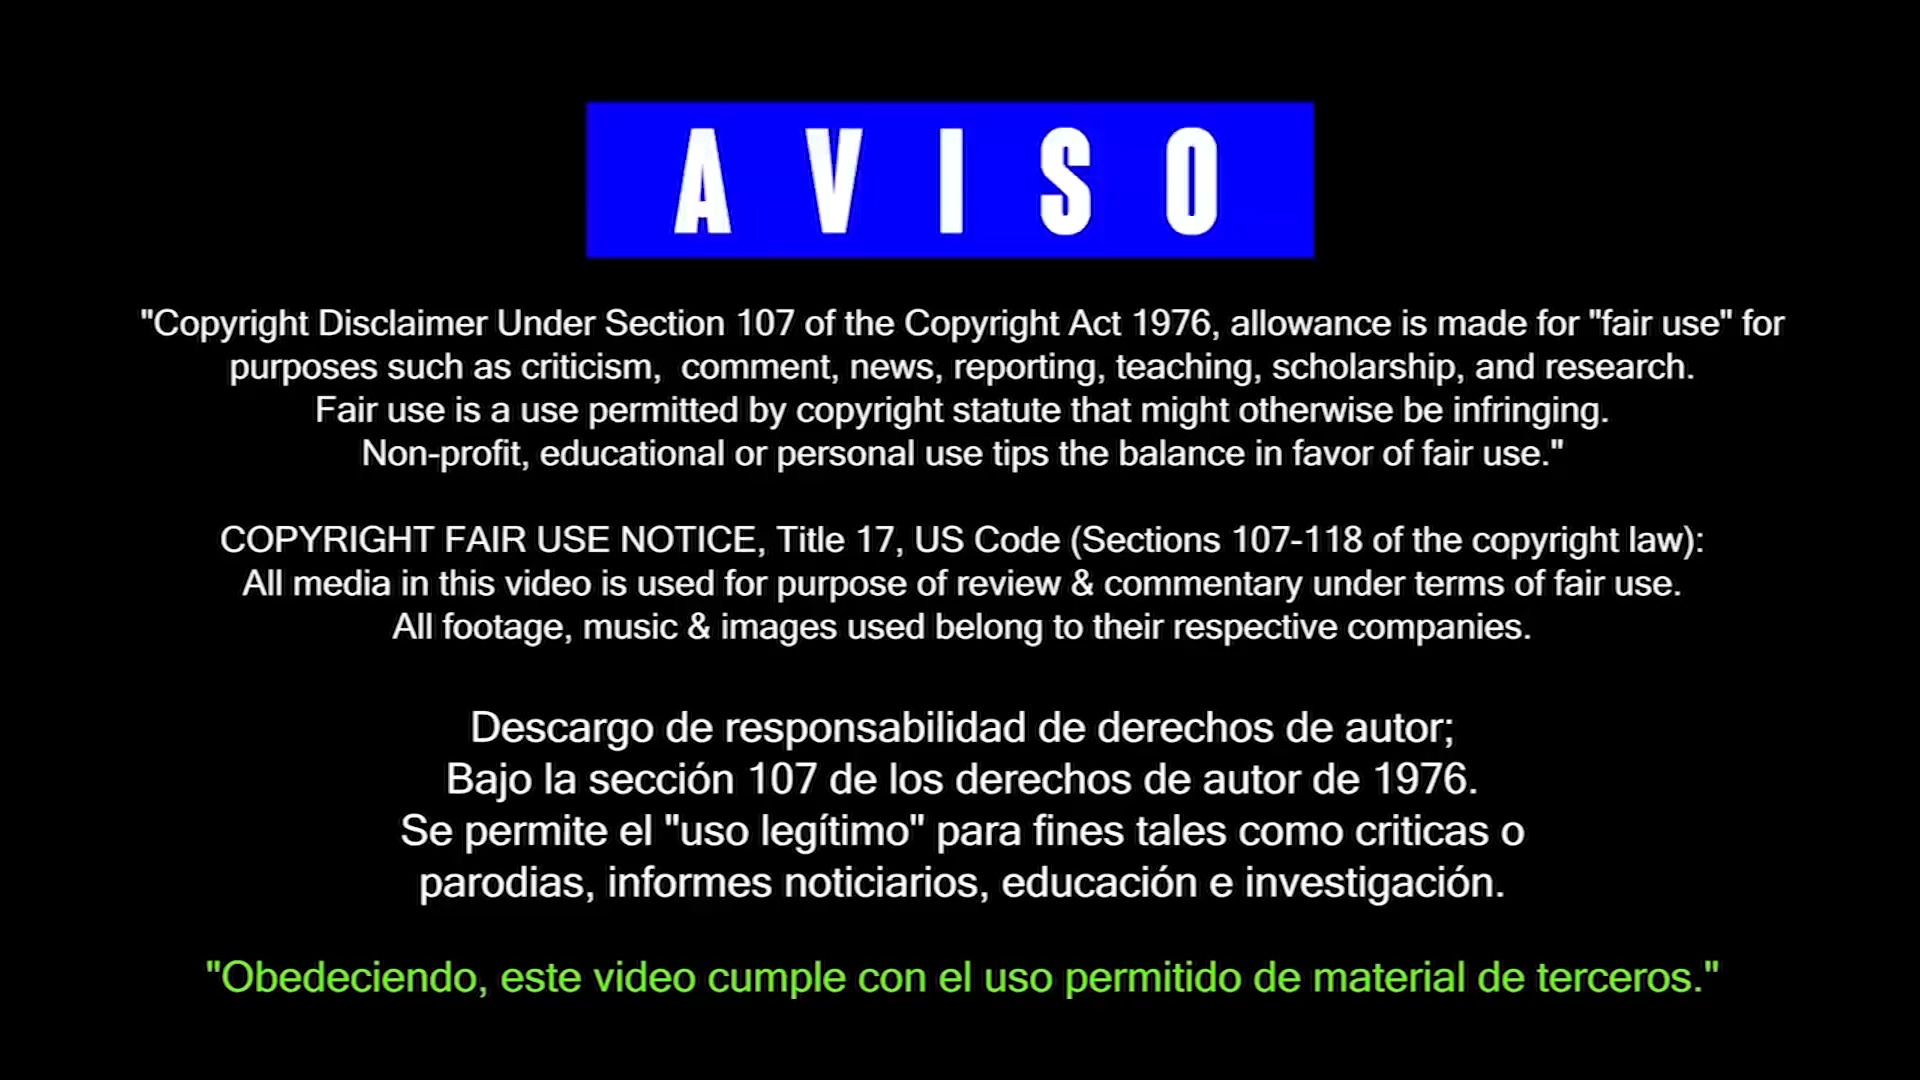 AVISO
"Copyright Disclaimer Under Section 107 of the Copyright Act 1976, allowance is made for "fair use" for
purposes such as criticism, comment, news, reporting, teaching, scholarship, and research.
Fair use is a use permitted by copyright statute that might otherwise be infringing.
Non-profit, educational or personal use tips the balance in favor of fair use."
COPYRIGHT FAIR USE NOTICE, Title 17, US Code (Sections 107-118 of the copyright law):
All media in this video is used for purpose of review & commentary under terms of fair use.
All footage, music & images used belong to their respective companies.
Descargo de responsabilidad de derechos de autor;
Bajo la sección 107 de los derechos de autor de 1976.
Se permite el "uso legítimo" para fines tales como criticas o
parodias, informes noticiarios, educación e investigación.
"Obedeciendo, este video cumple con el uso permitido de material de terceros."